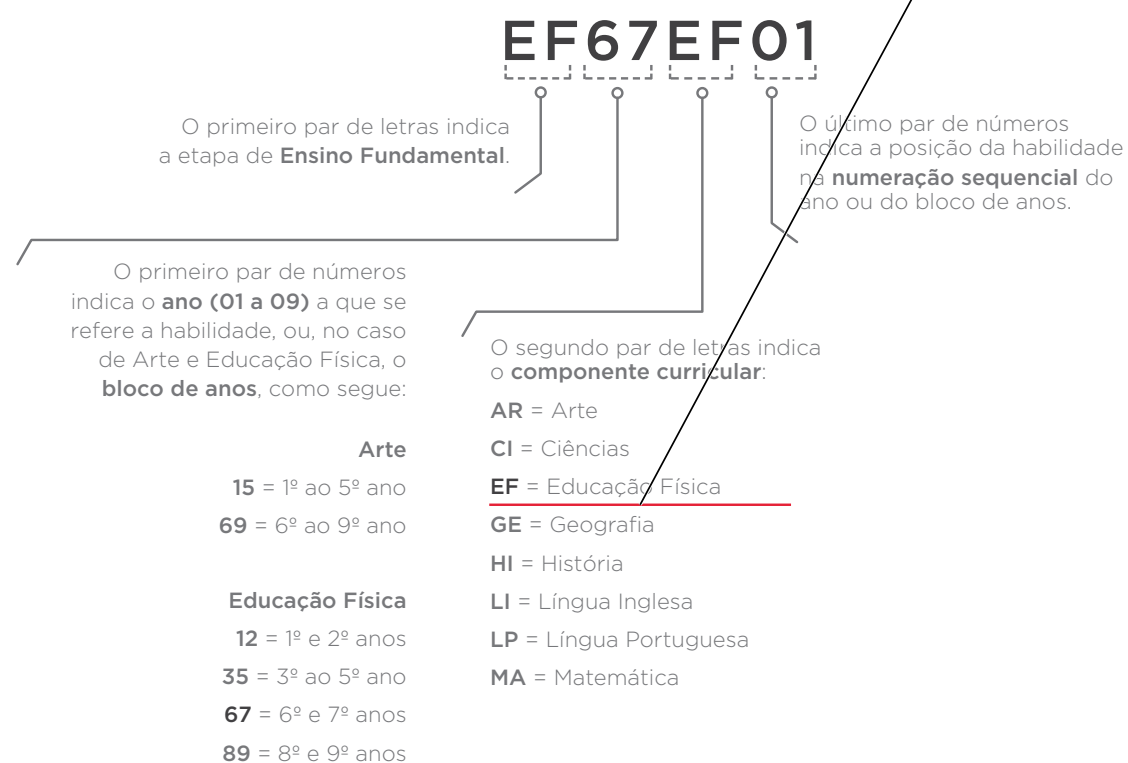 EF67EF01
O primeiro par de letras indica
a etapa de Ensino Fundamental.
O último par de números
indica a posição da habilidade
na numeração sequencial do
ano ou do bloco de anos.
O primeiro par de números
indica o ano (01 a 09) a que se
refere a habilidade, ou, no caso
de Arte e Educação Física, o
bloco de anos, como segue:
Arte
15 = 1º ao 5º ano
69 = 6º ao 9º ano
Educação Física
12 = 1º e 2º anos
35 = 3º ao 5º ano
67 = 6º e 7º anos
89 = 8º e 9º anos
O segundo par de letras indica
o componente curricular:
AR = Arte
CI = Ciências
EF = Educação Física
GE = Geografia
HI = História
LI = Língua Inglesa
LP = Língua Portuguesa
MA = Matemática